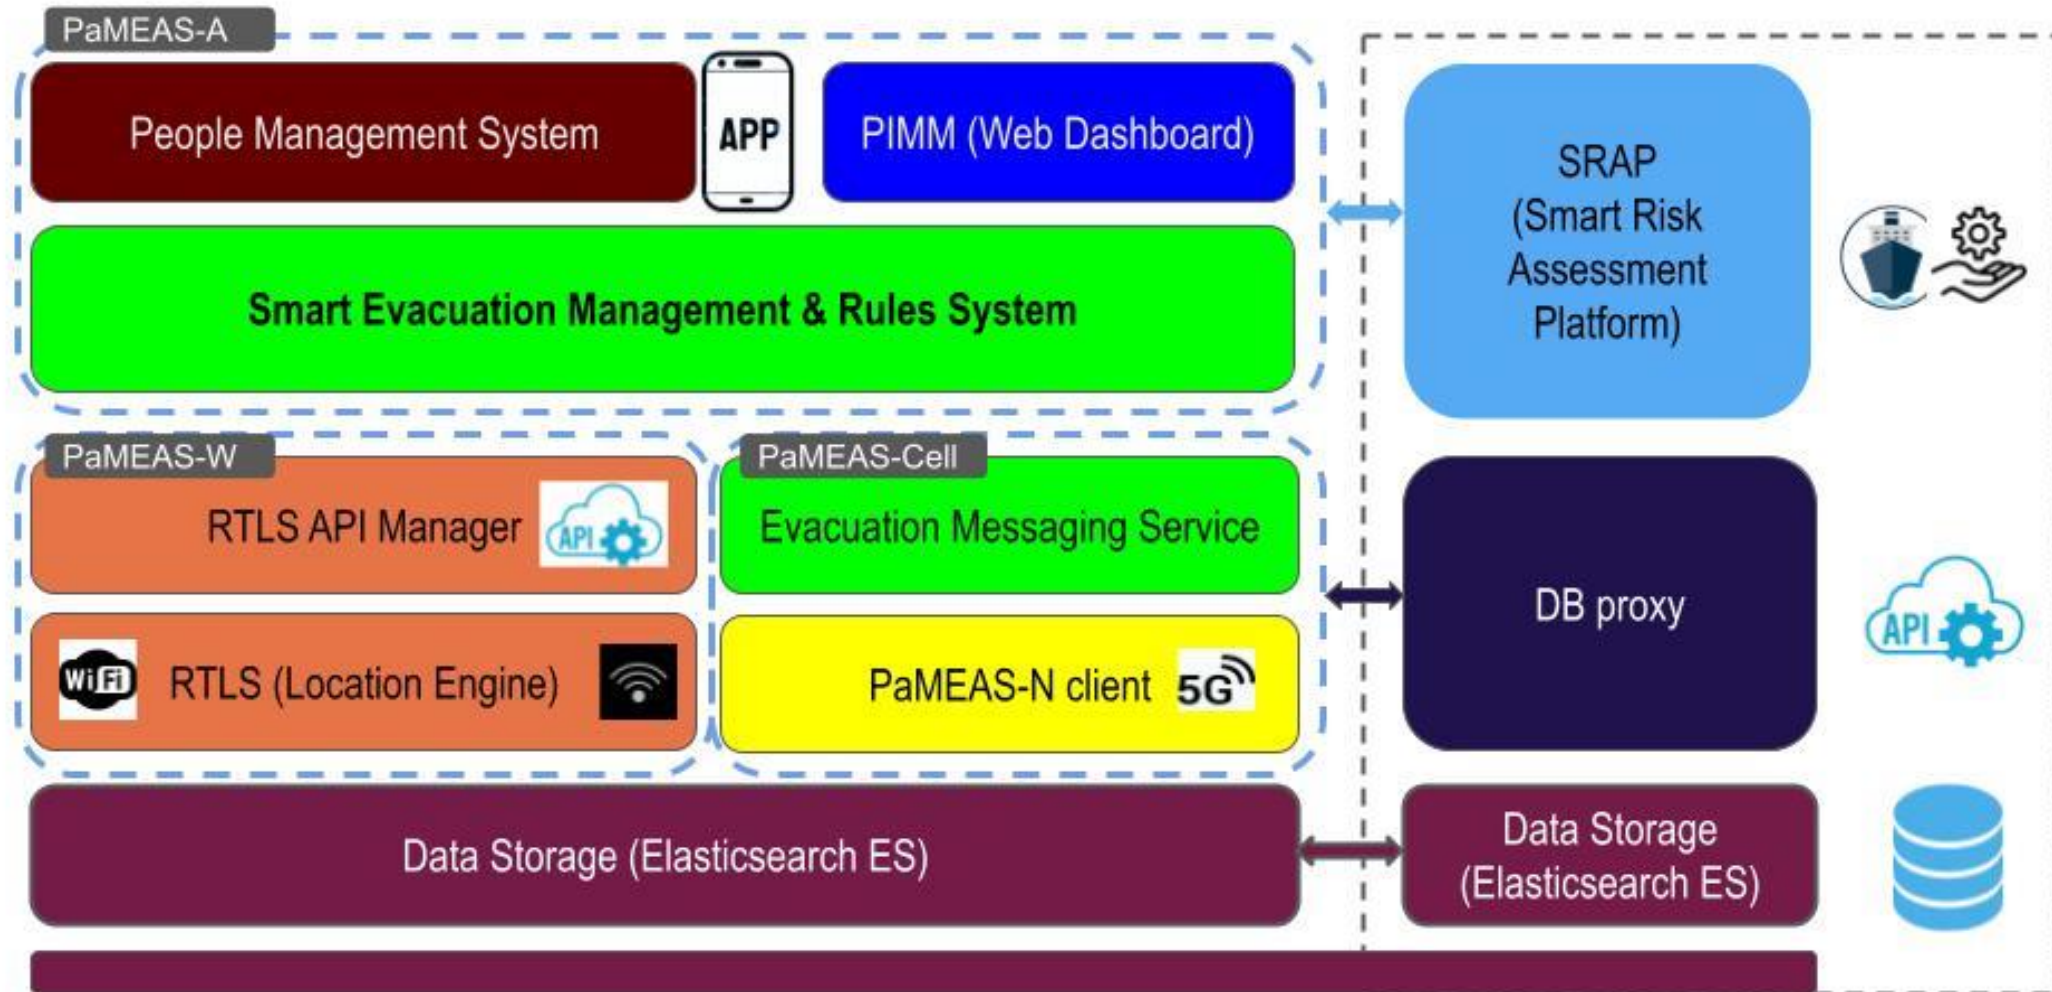 PaMEAS-A
People Management System
APP
PIMM (Web Dashboard)
Smart Evacuation Management & Rules System
SRAP
(Smart Risk
Assessment
Platform)
PaMEAS-W
RTLS API Manager
API
PaMEAS-Cell
Evacuation Messaging Service
WiFi
RTLS (Location Engine)
PaMEAS-N client
5G
DB proxy
API
Data Storage (Elasticsearch ES)
Data Storage
(Elasticsearch ES)